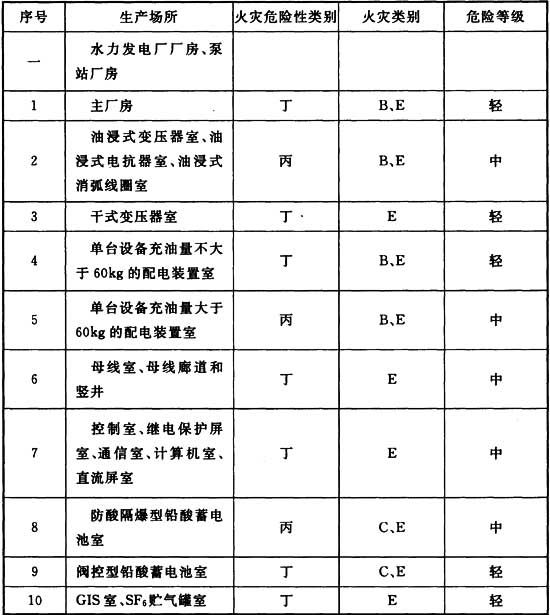 序号 生产场所 火灾危险性类别 火灾类别 危险等级
一 水力发电厂厂房、泵
站厂房
1 主厂房 丁 B、E 轻
油浸式变压器室、油
2 浸式电抗器室、油浸式 丙 B、E 中
消弧线圈室
3 干式变压器室 丁 E 轻
单台设备充油量不大
4 于60kg的配电装置室 丁 B、E 轻
单台设备充油量大于
5 60kg的配电装置室 丙 B、E 中
母线室、母线廊道和
6 竖井 丁 E 中
控制室、继电保护屏
7 室、通信室、计算机室、 丁 E 中
直流屏室
防酸隔爆型铅酸蓄电
8 池室 丙 C、E 中
9 阀控型铅酸蓄电池室 丁 C、E 轻
10 GIS室、SF₆贮气罐室 丁 E 轻